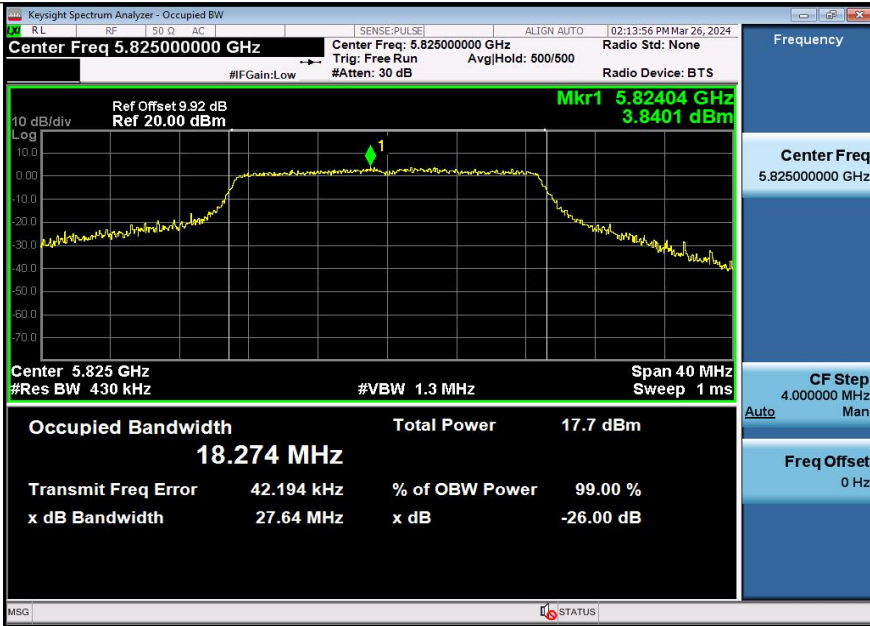 Keysight Spectrum Analyzer - Occupied BW
LXI RL RF 50 Ω AC SENSE:PULSE ALIGN AUTO 02:13:56 PM Mar 26, 2024
Center Freq 5.825000000 GHz
Center Freq: 5.825000000 GHz
Radio Std: None
Trig: Free Run Avg|Hold: 500/500
#IFGain:Low
#Atten: 30 dB
Radio Device: BTS
Frequency
Mkr1 5.82404 GHz
3.8401 dBm
Ref Offset 9.92 dB
10 dB/div Ref 20.00 dBm
Log
10.0
0.00
-10.0
-20.0
-30.0
-40.0
-50.0
-60.0
-70.0
1
Center Freq
5.825000000 GHz
Center 5.825 GHz
Span 40 MHz
#Res BW 430 kHz
#VBW 1.3 MHz
Sweep 1 ms
CF Step
4.000000 MHz
Auto Man
Occupied Bandwidth
18.274 MHz
Total Power 17.7 dBm
Transmit Freq Error 42.194 kHz
% of OBW Power 99.00 %
x dB Bandwidth 27.64 MHz
x dB -26.00 dB
Freq Offset
0 Hz
MSG
STATUS